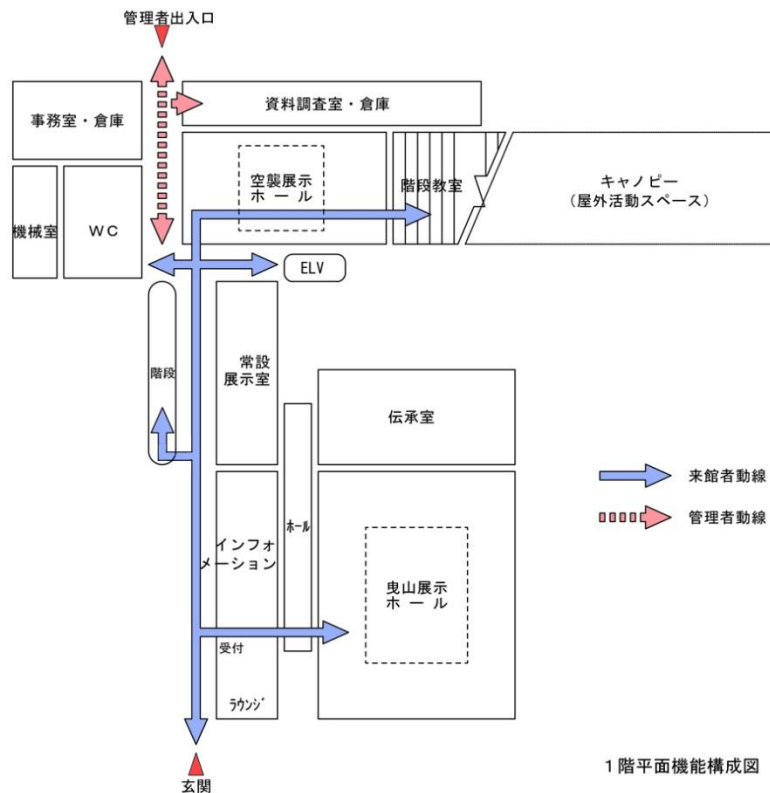 管理者出入口
事務室・倉庫
資料調査室・倉庫
空襲展示
ホール
階段教室
キャノピー
(屋外活動スペース)
機械室
WC
ELV
階段
常設
展示室
伝承室
来館者動線
管理者動線
ﾎｰﾙ
インフォ
メーション
曳山展示
ホール
受付
ﾗｳﾝｼﾞ
玄関
1階平面機能構成図